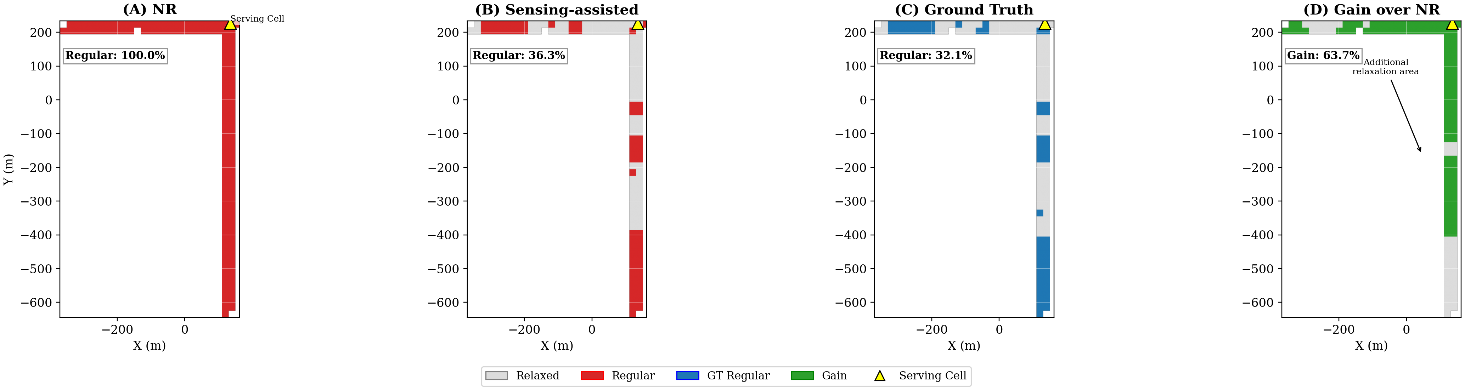 (A) NR
Serving Cell
Regular: 100.0%
200
100
0
−100
−200
−300
−400
−500
−600
Y (m)
−200
0
X (m)
(B) Sensing-assisted
Regular: 36.3%
200
100
0
−100
−200
−300
−400
−500
−600
−200
0
X (m)
(C) Ground Truth
Regular: 32.1%
200
100
0
−100
−200
−300
−400
−500
−600
−200
0
X (m)
(D) Gain over NR
Gain: 63.7%
Additional
relaxation area
200
100
0
−100
−200
−300
−400
−500
−600
−200
0
X (m)
Relaxed
Regular
GT Regular
Gain
Serving Cell